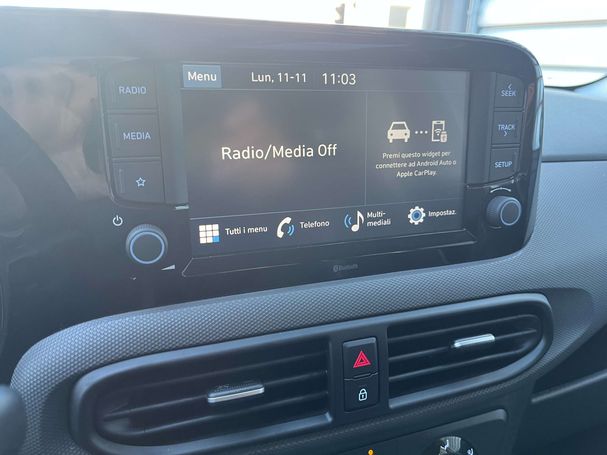 Menu Lun, 11-11 11:03
RADIO
MEDIA
Radio/Media Off
Premi questo widget per
connettere ad Android Auto o
Apple CarPlay.
SEEK
TRACK
SETUP
Tutti i menu
Telefono
Multi-
mediali
Impostaz.
Bluetooth